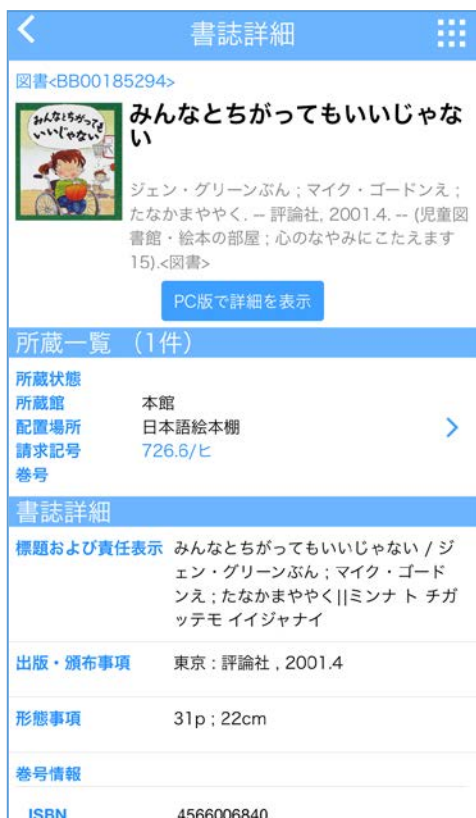 書誌詳細
図書<BB00185294>
みんなとちがっても
いいじゃない
みんなとちがってもいいじゃな
い
ジェン・グリーンぶん ; マイク・ゴードンえ ;
たなかまややく. -- 評論社, 2001.4. -- (児童図
書館・絵本の部屋 ; 心のなやみにこたえます
15).<図書>
PC版で詳細を表示
所蔵一覧 （1件）
所蔵状態
所蔵館 本館
配置場所 日本語絵本棚
請求記号 726.6/ヒ
巻号
書誌詳細
標題および責任表示 みんなとちがってもいいじゃない / ジ
ェン・グリーンぶん ; マイク・ゴード
ンえ ; たなかまややく||ミンナ ト チガ
ッテモ イイジャナイ
出版・頒布事項 東京 : 評論社 , 2001.4
形態事項 31p ; 22cm
巻号情報
ISBN 4566006840